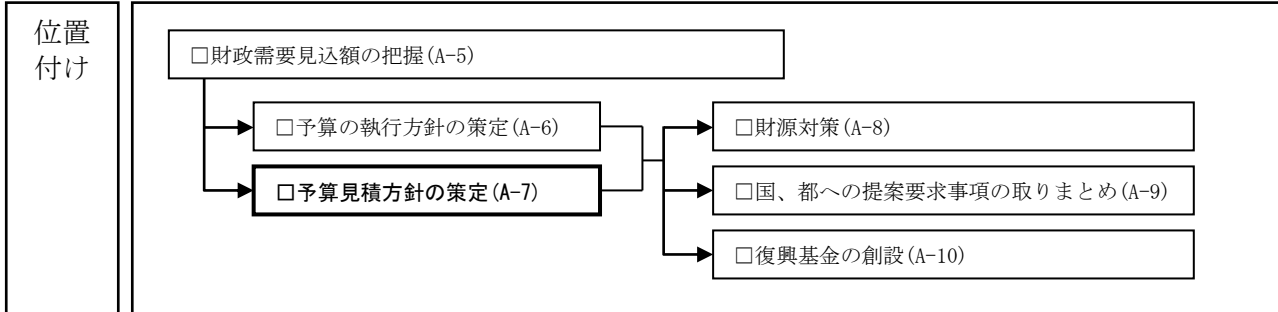 位置
付け
□財政需要見込額の把握(A-5)
□予算の執行方針の策定(A-6)
□財源対策(A-8)
□予算見積方針の策定(A-7)
□国、都への提案要求事項の取りまとめ(A-9)
□復興基金の創設(A-10)